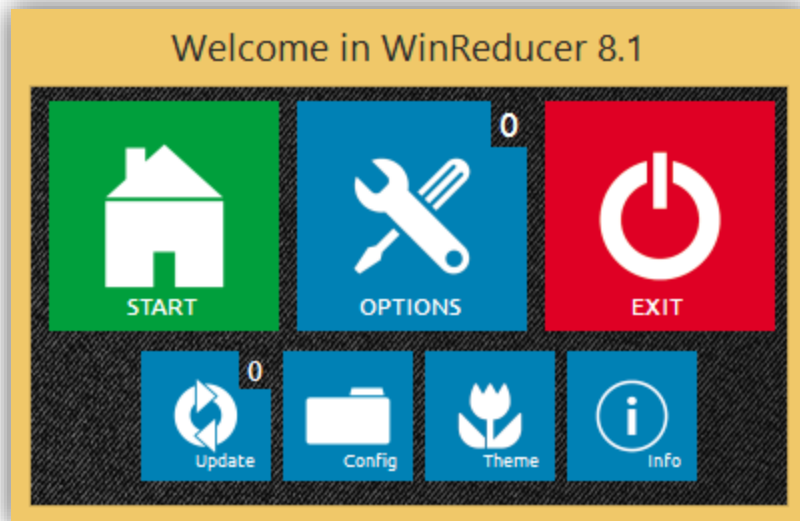 Welcome in WinReducer 8.1
0
START
OPTIONS
EXIT
0
Update
Config
Theme
Info